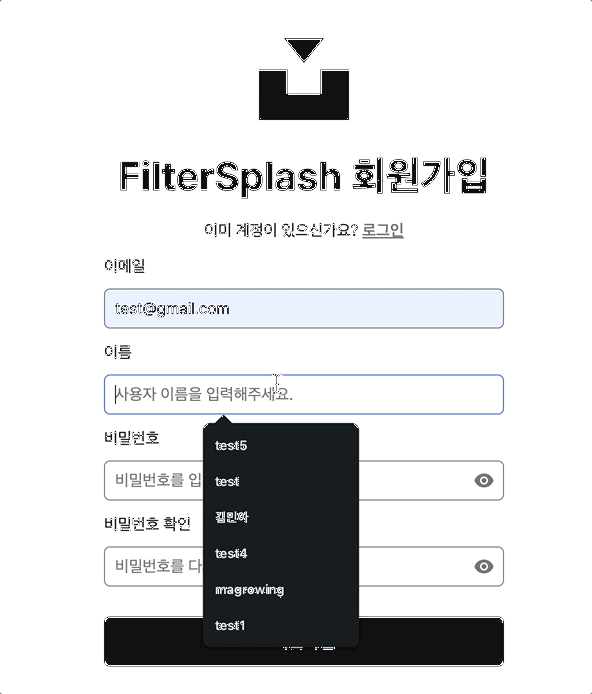 FilterSplash 회원가입
이미 계정이 있으신가요? 로그인
이메일
test@gmail.com
이름
사용자 이름을 입력해주세요.
비밀번호
비밀번호를
비밀번호 확인
비밀번호를
test5
test
test4
magrowing
test1